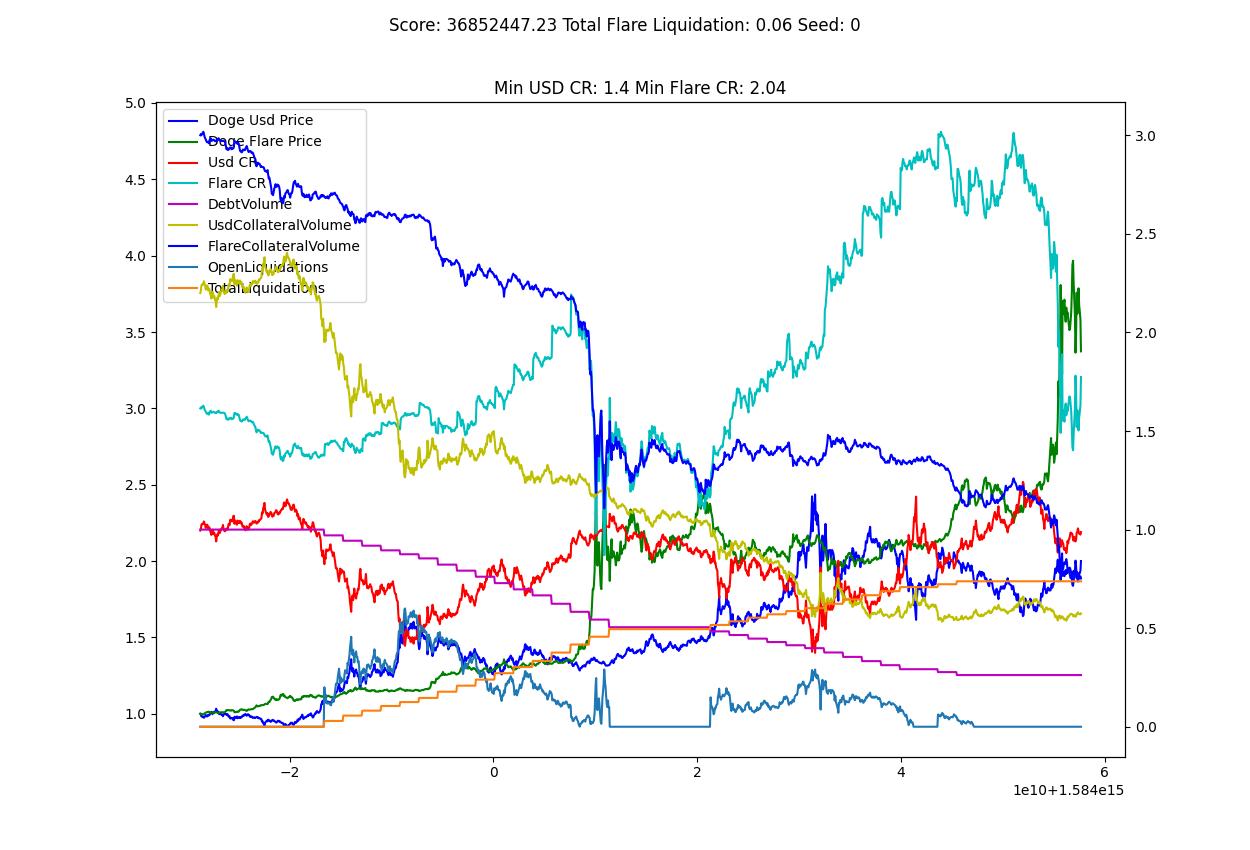 Score: 36852447.23 Total Flare Liquidation: 0.06 Seed: 0
Min USD CR: 1.4 Min Flare CR: 2.04
Doge Usd Price
Doge Flare Price
Usd CR
Flare CR
DebtVolume
UsdCollateralVolume
FlareCollateralVolume
OpenLiquidations
TotalLiquidations
5.0
4.5
4.0
3.5
3.0
2.5
2.0
1.5
1.0
3.0
2.5
2.0
1.5
1.0
0.5
0.0
−2
0
2
4
6
1e10+1.584e15